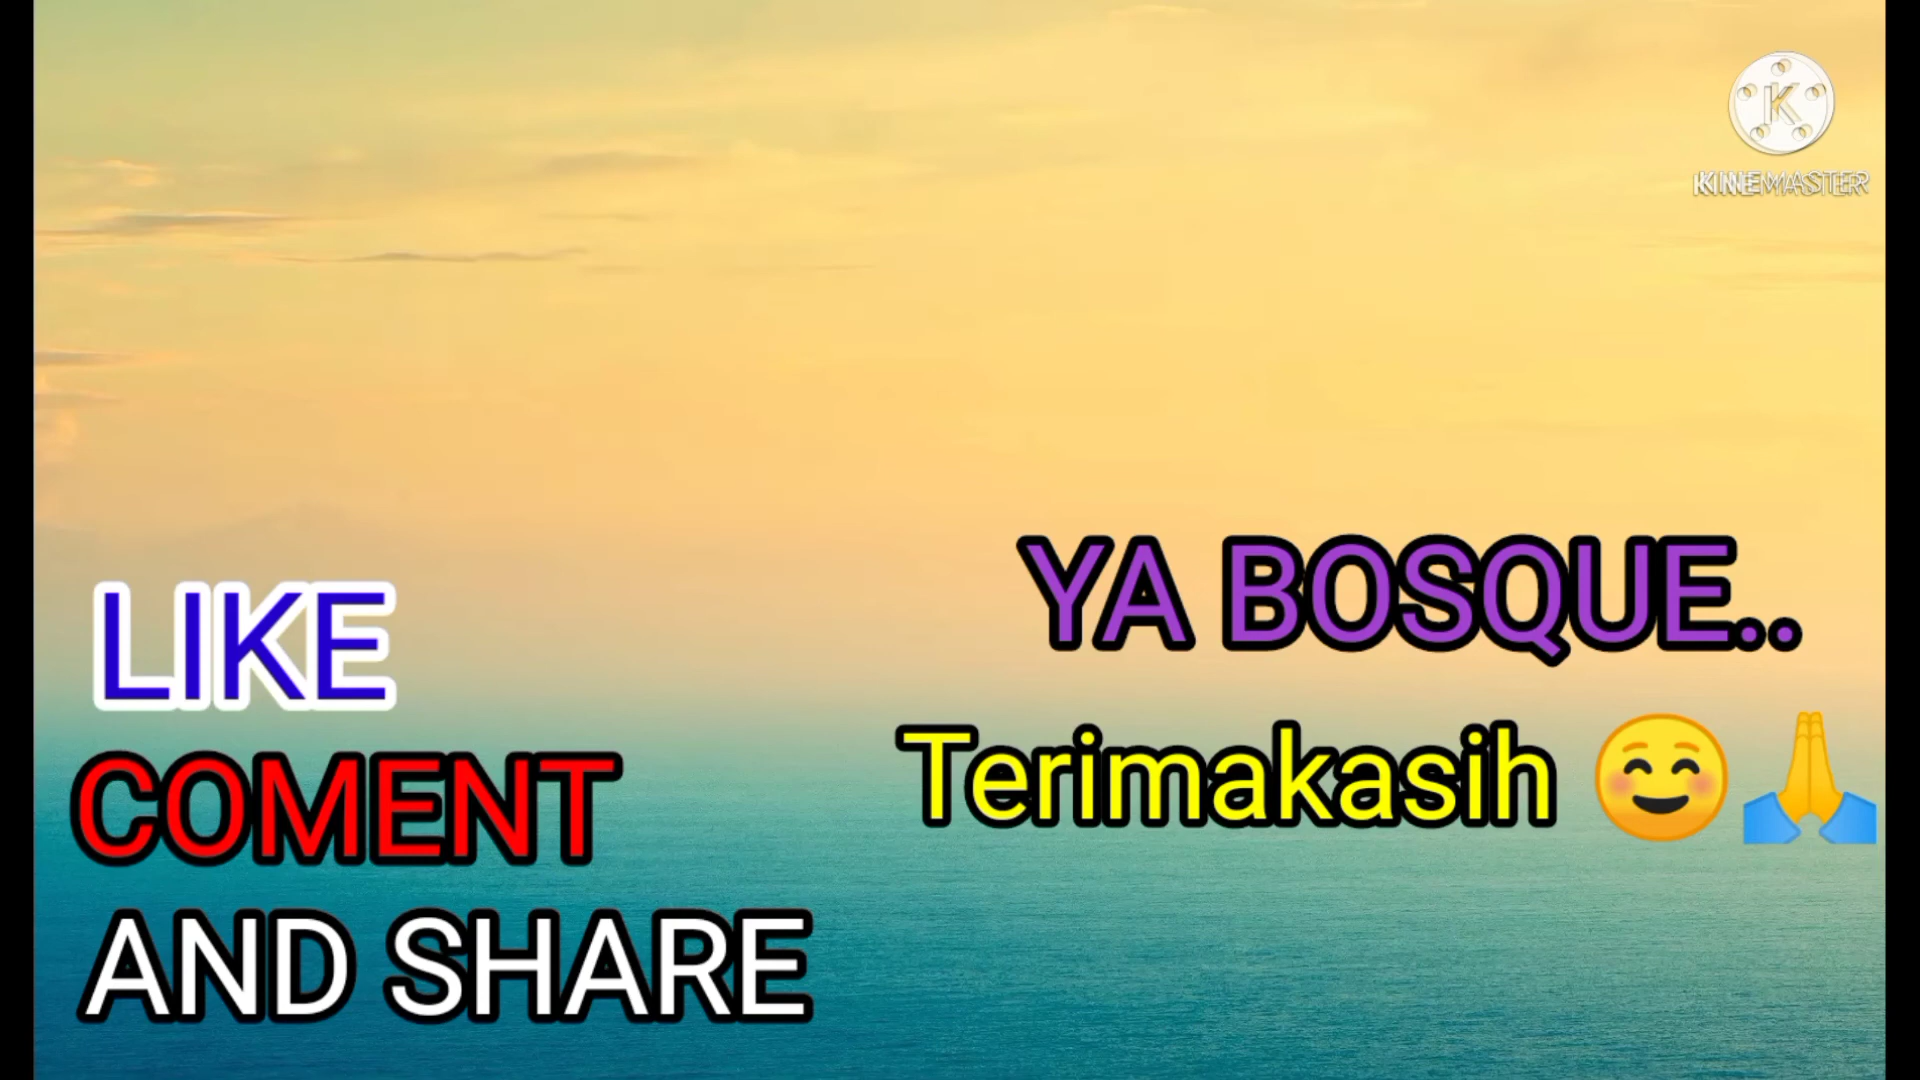 KINEMASTER
LIKE
COMENT
AND SHARE
YA BOSQUE..
Terimakasih ☺️🙏